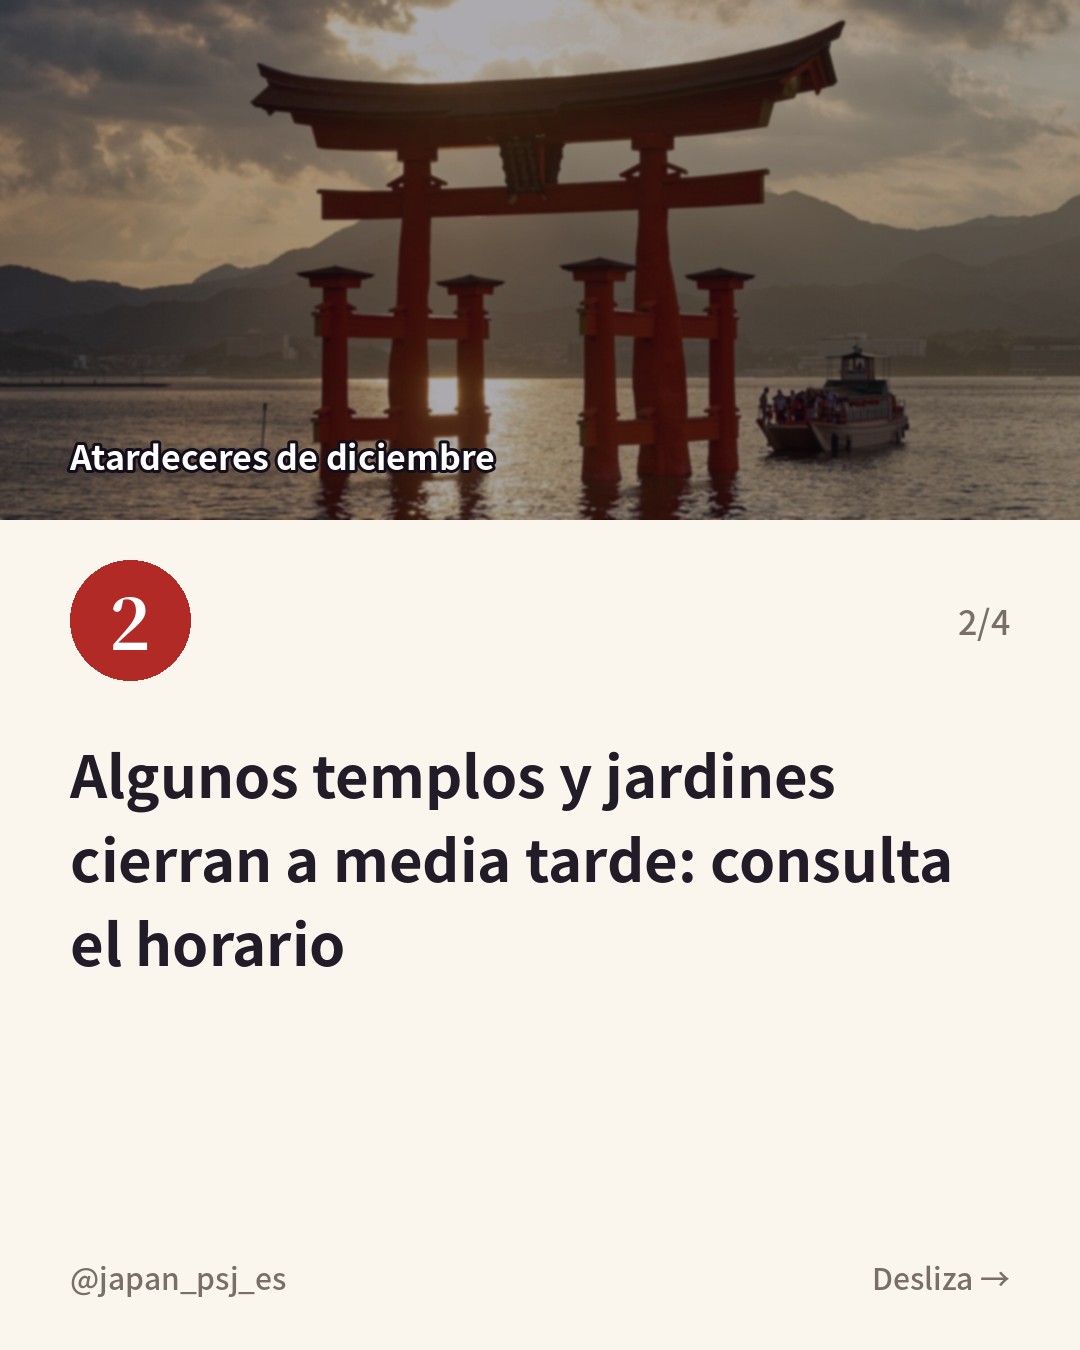 Atardeceres de diciembre
2
2/4
Algunos templos y jardines
cierran a media tarde: consulta
el horario
@japan_psj_es
Desliza →